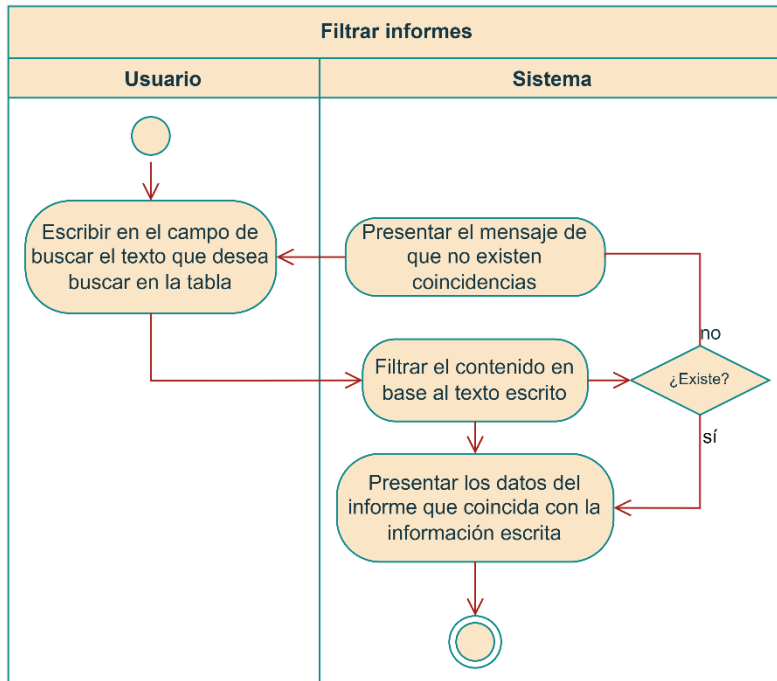 Filtrar informes
Usuario
Sistema
Escribir en el campo de
buscar el texto que desea
buscar en la tabla
Presentar el mensaje de
que no existen
coincidencias
no
Filtrar el contenido en
base al texto escrito
¿Existe?
sí
Presentar los datos del
informe que coincida con la
información escrita